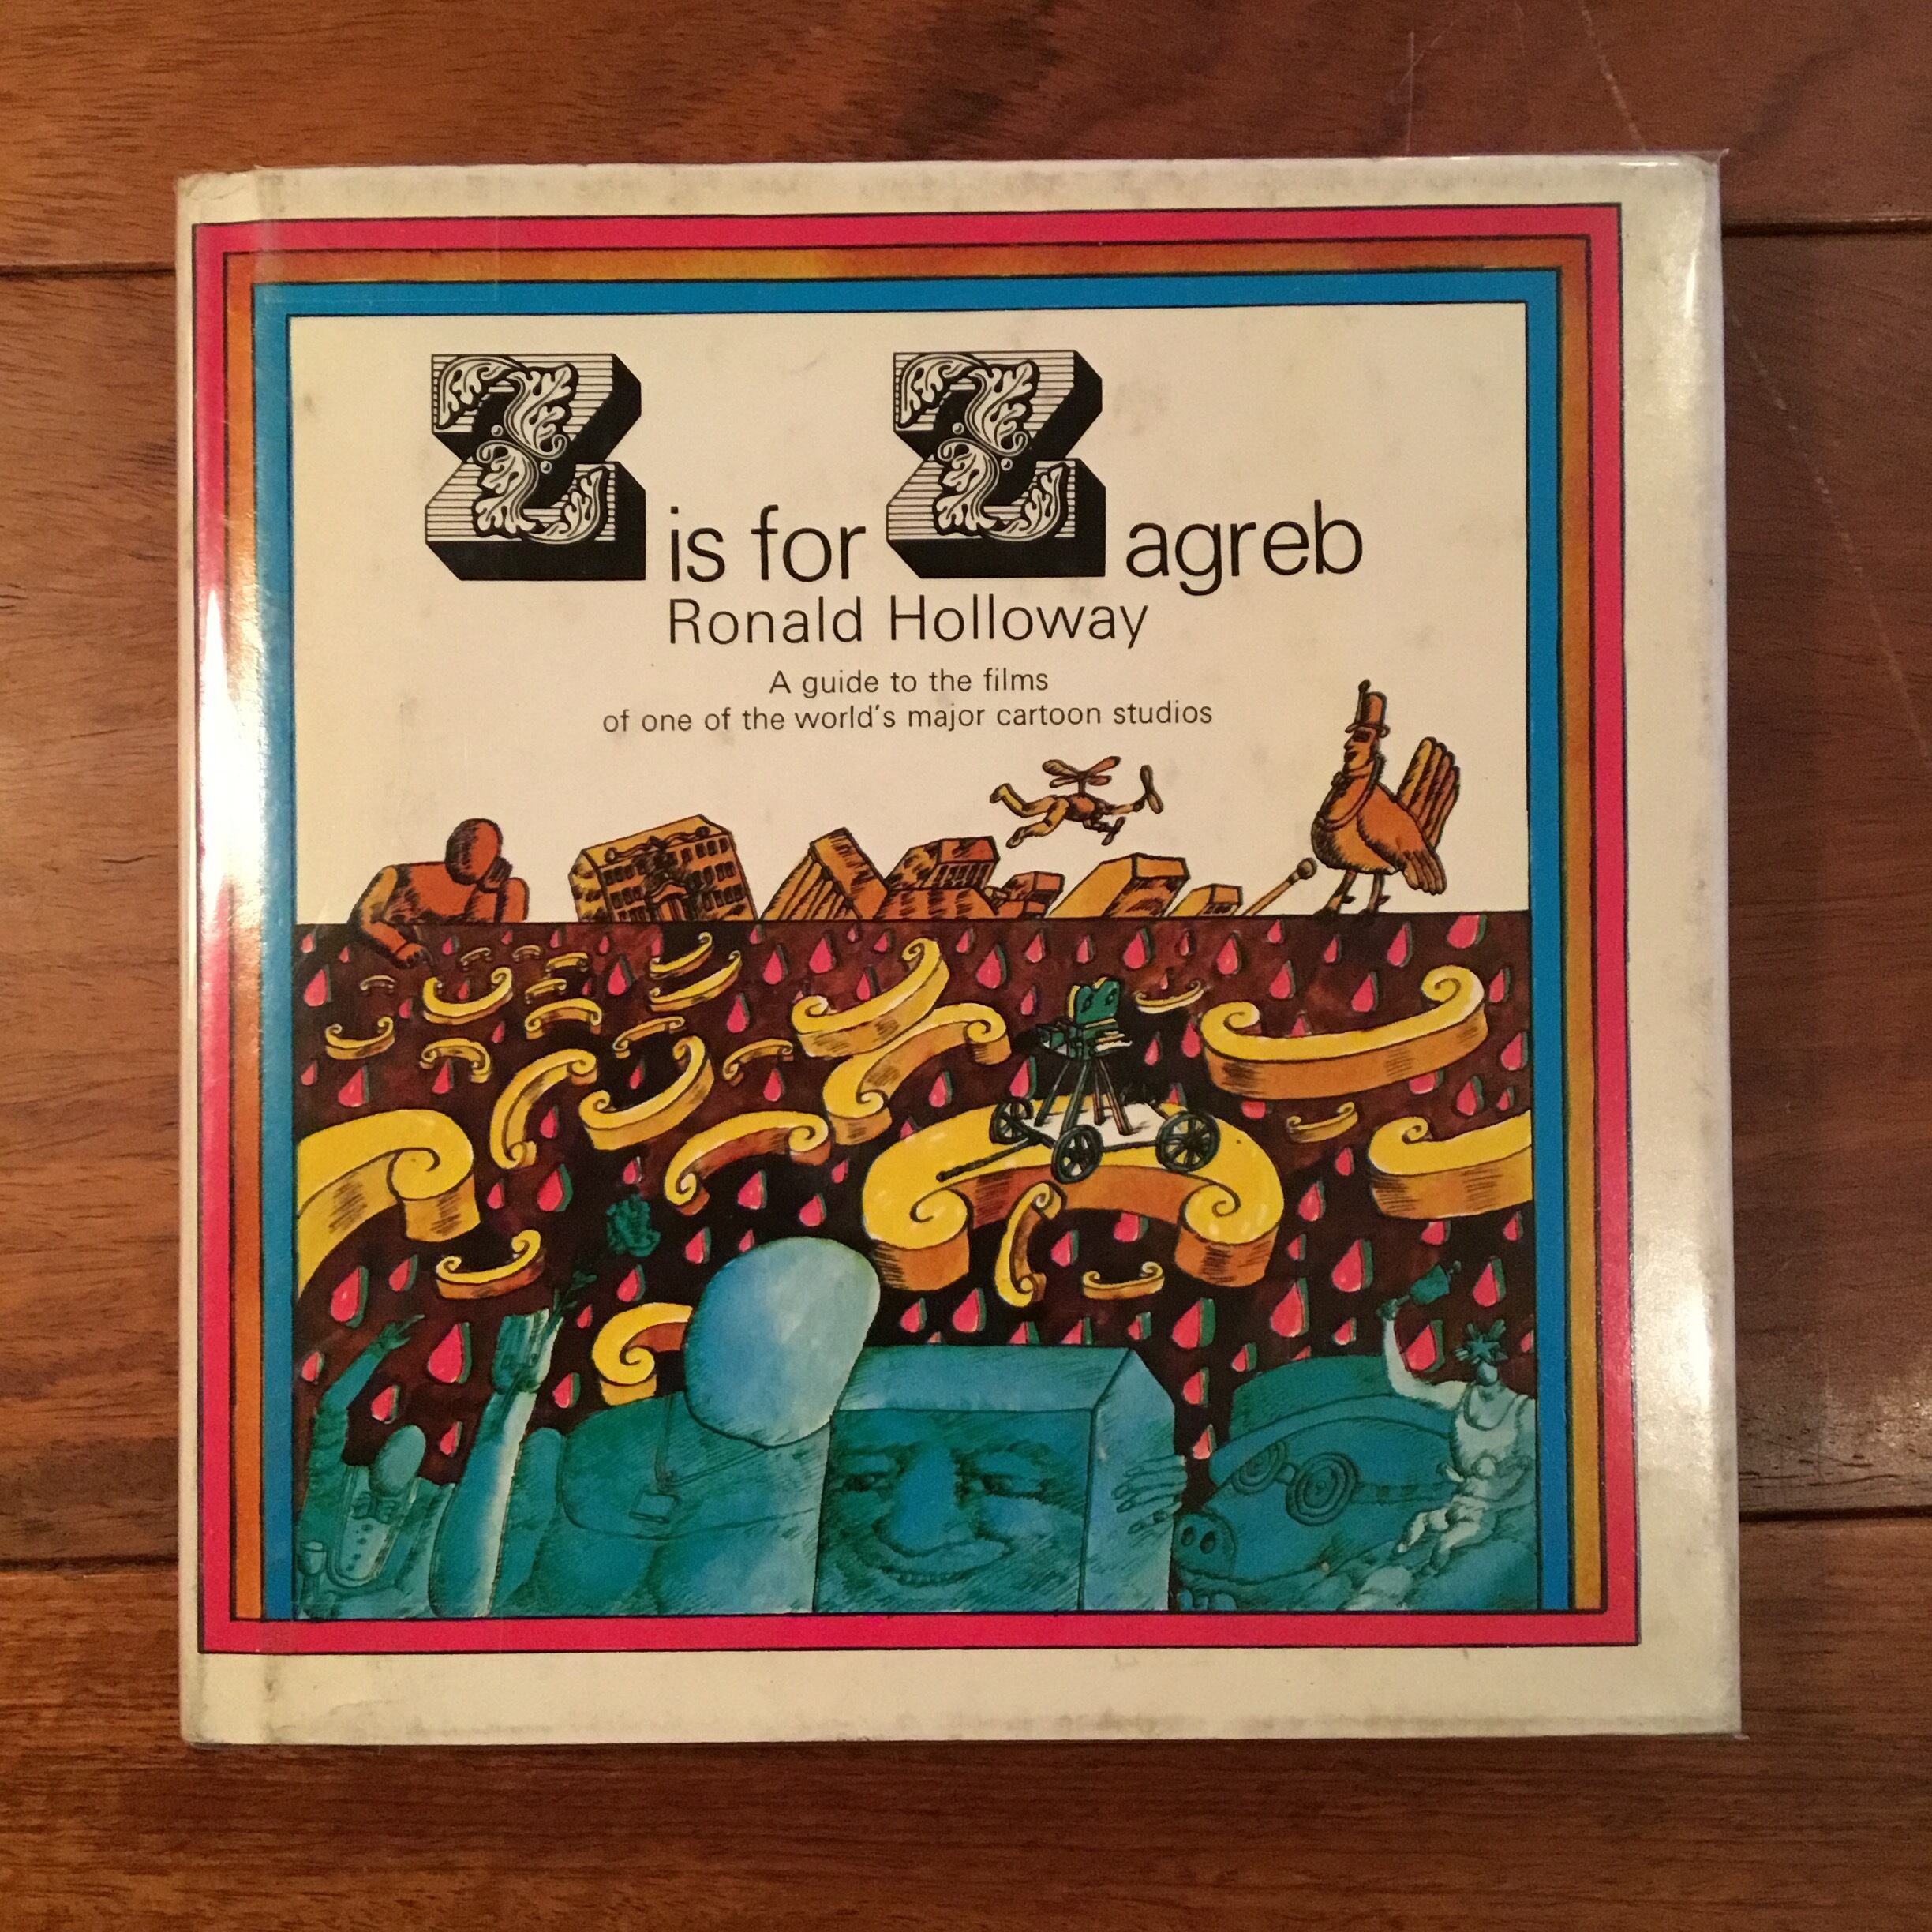 Z is for Zagreb
Ronald Holloway
A guide to the films
of one of the world's major cartoon studios